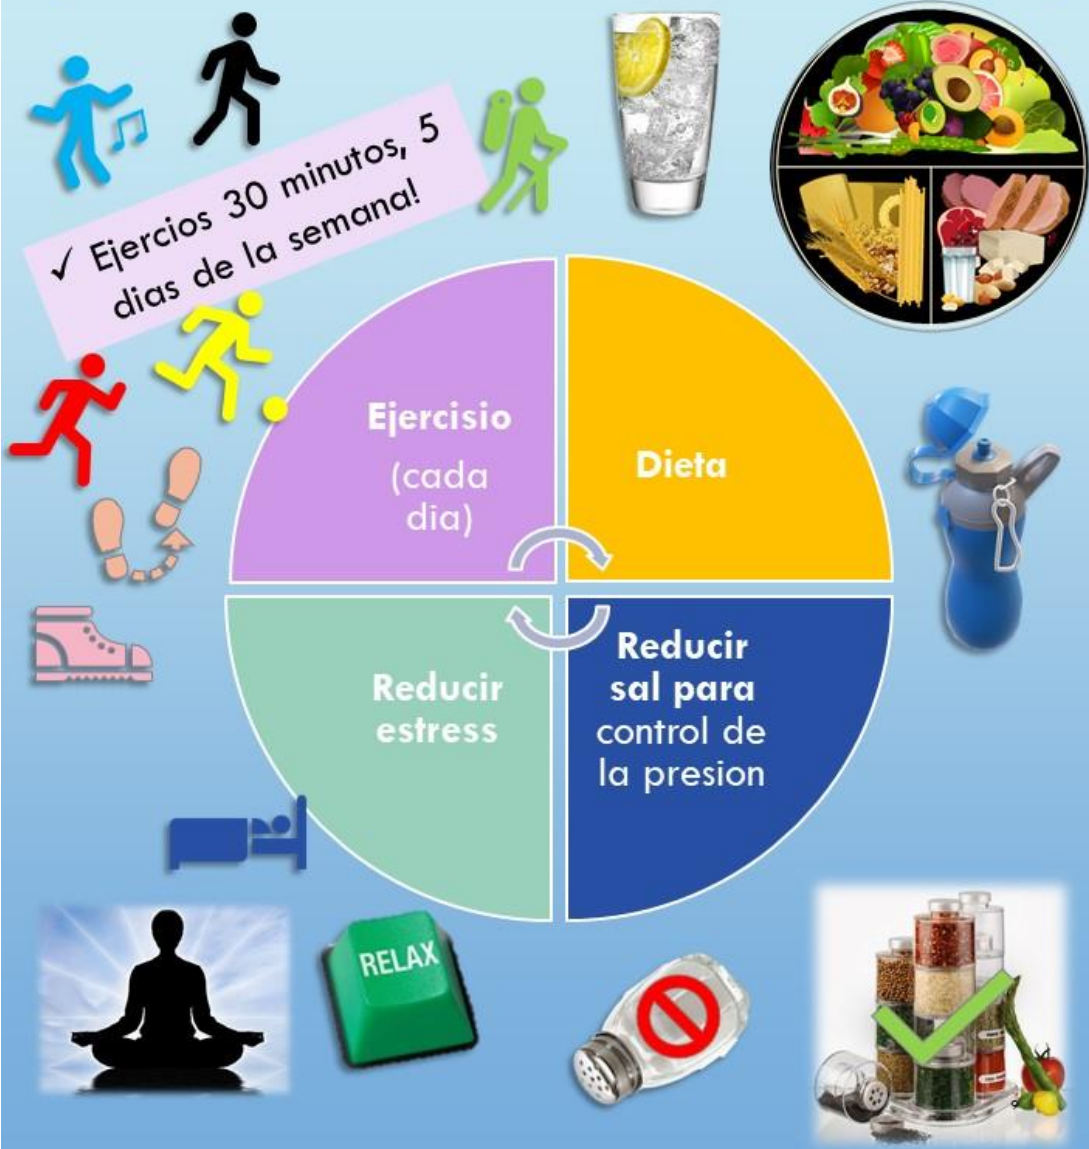 ✓ Ejercios 30 minutos, 5
dias de la semana!
Ejercisio
(cada
dia)
Dieta
Reducir
estress
Reducir
sal para
control de
la presion
RELAX